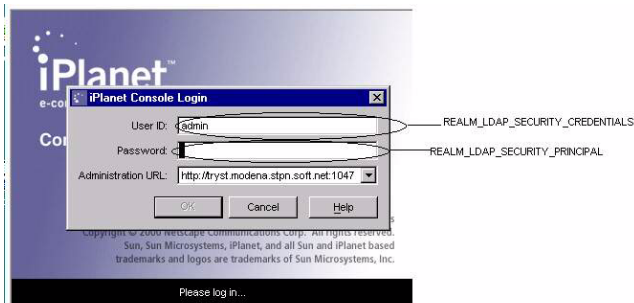 iPlanet™
e-co
iPlanet Console Login
Co
User ID: admin
REALM_LDAP_SECURITY_CREDENTIALS
Password:
REALM_LDAP_SECURITY_PRINCIPAL
Administration URL: http://tryst.modena.stpn.soft.net:1047
OK Cancel Help
Copyright © 2000 Netscape Communications Corp. All rights reserved.
Sun, Sun Microsystems, iPlanet, and all Sun and iPlanet based
trademarks and logos are trademarks of Sun Microsystems, Inc.
Please log in...